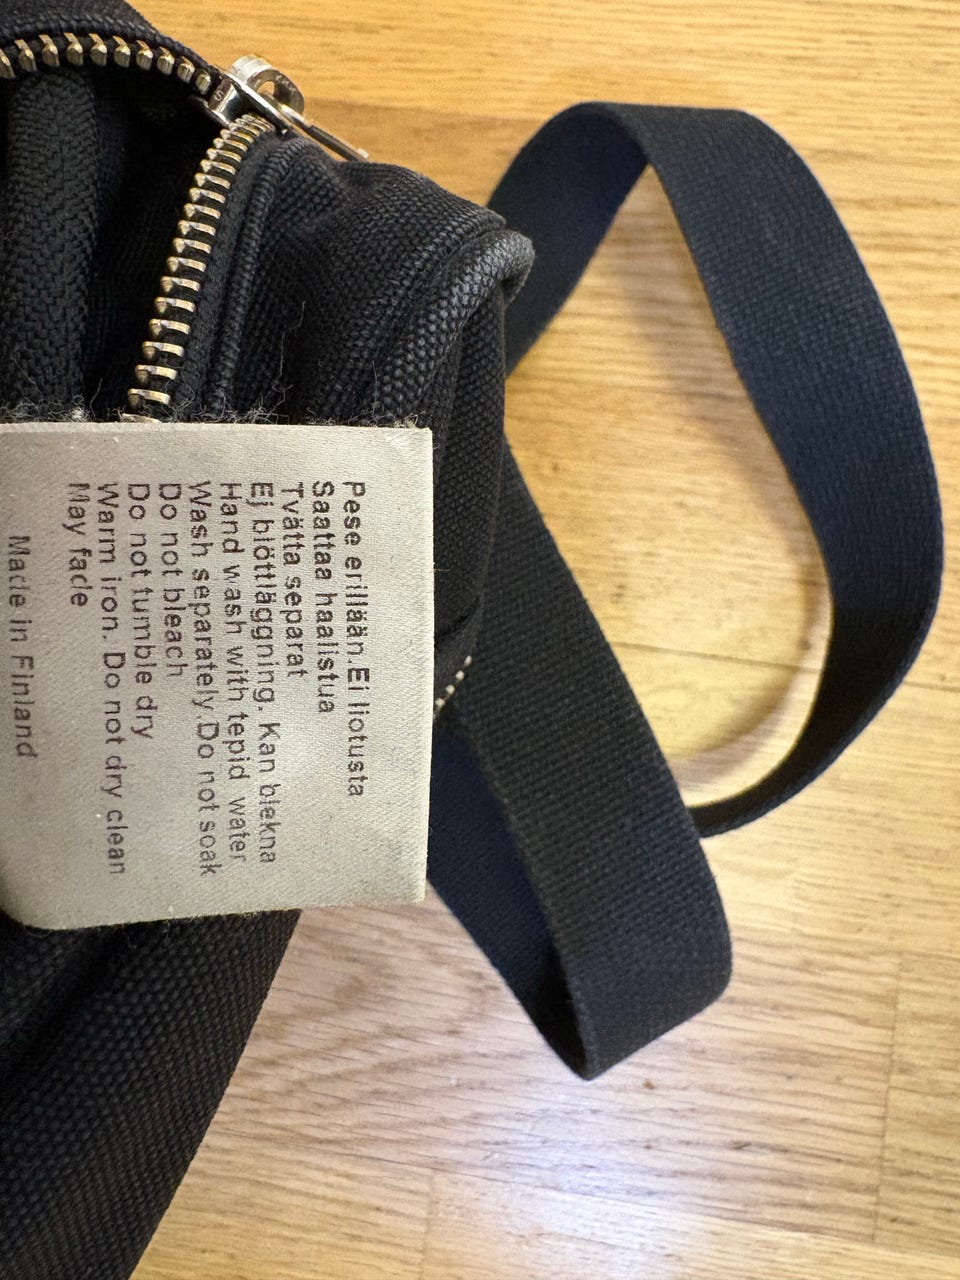 Pese erillään.Ei liotusta
Saattaa haalistua
Tvätta separat
Ej blöttläggning. Kan blekna
Hand wash with tepid water
Wash separately.Do not soak
Do not bleach
Do not tumble dry
Warm iron. Do not dry clean
May fade
Made in Finland